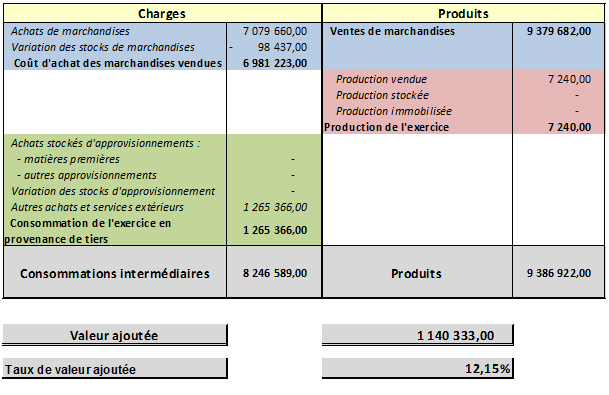 Charges Produits
Achats de marchandises 7 079 660,00 Ventes de marchandises 9 379 682,00
Variation des stocks de marchandises - 98 437,00
Coût d'achat des marchandises vendues 6 981 223,00
Production vendue 7 240,00
Production stockée -
Production immobilisée -
Production de l'exercice 7 240,00
Achats stockés d'approvisionnements :
- matières premières -
- autres approvisionnements -
Variation des stocks d'approvisionnement -
Autres achats et services extérieurs 1 265 366,00
Consommation de l'exercice en
provenance de tiers 1 265 366,00
Consommations intermédiaires 8 246 589,00 Produits 9 386 922,00
Valeur ajoutée 1 140 333,00
Taux de valeur ajoutée 12,15%